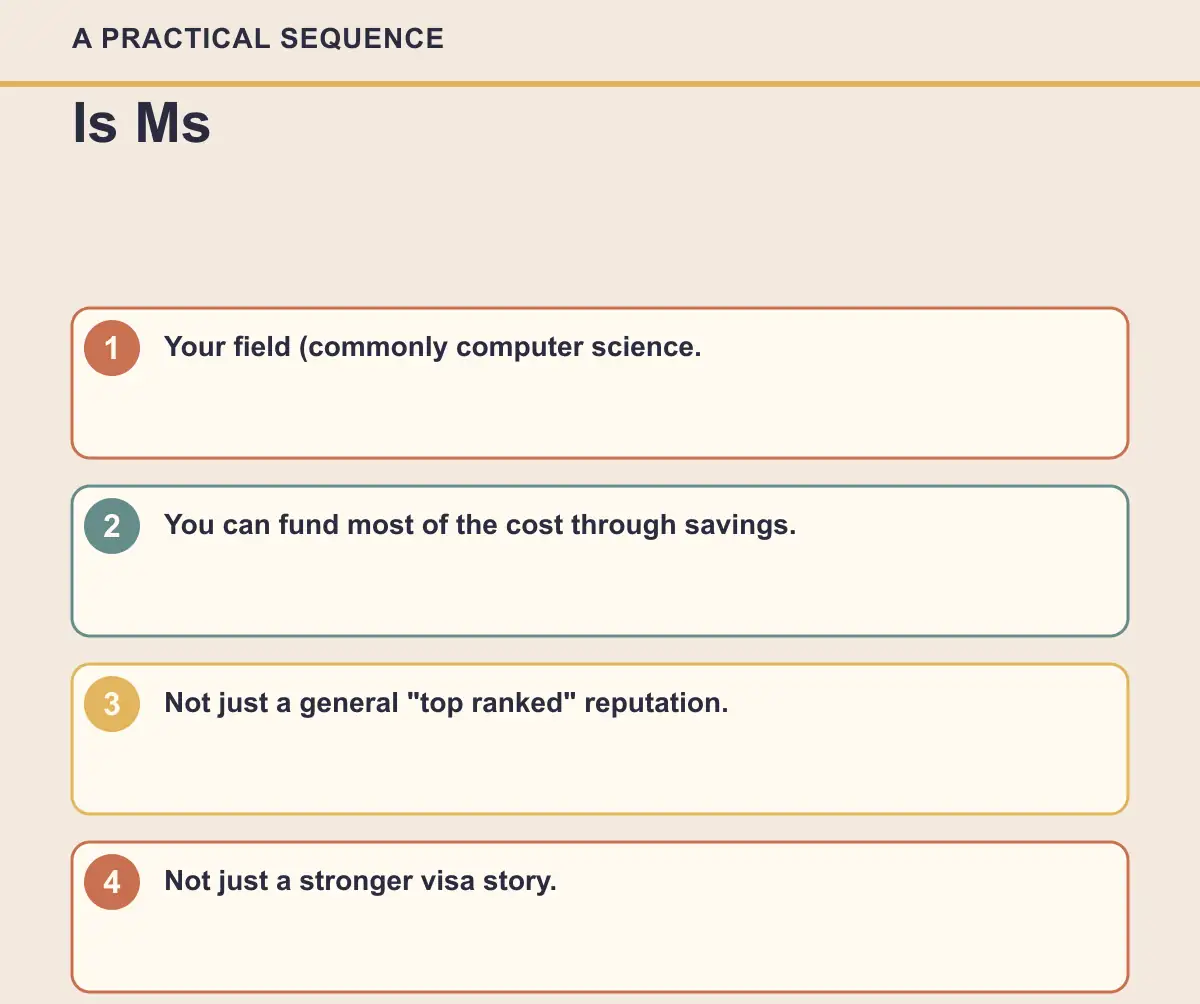 A PRACTICAL SEQUENCE
Is Ms
1
Your field (commonly computer science.
2
You can fund most of the cost through savings.
3
Not just a general "top ranked" reputation.
4
Not just a stronger visa story.